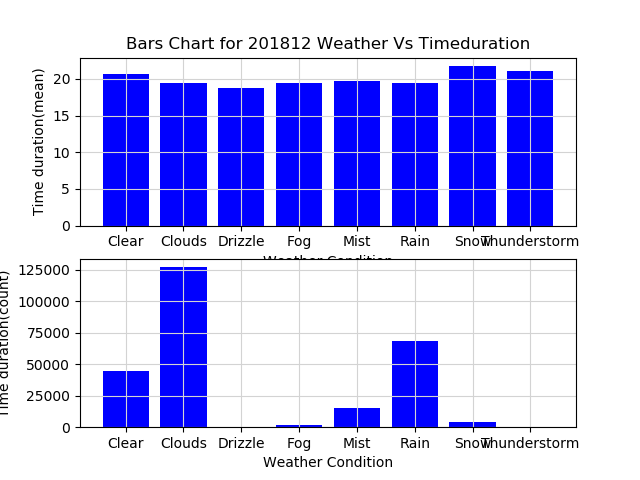 Bars Chart for 201812 Weather Vs Timeduration
Time duration(mean)
20
15
10
5
0
Clear Clouds Drizzle Fog Mist Rain Snow Thunderstorm
Weather Condition
Time duration(count)
125000
100000
75000
50000
25000
0
Clear Clouds Drizzle Fog Mist Rain Snow Thunderstorm
Weather Condition